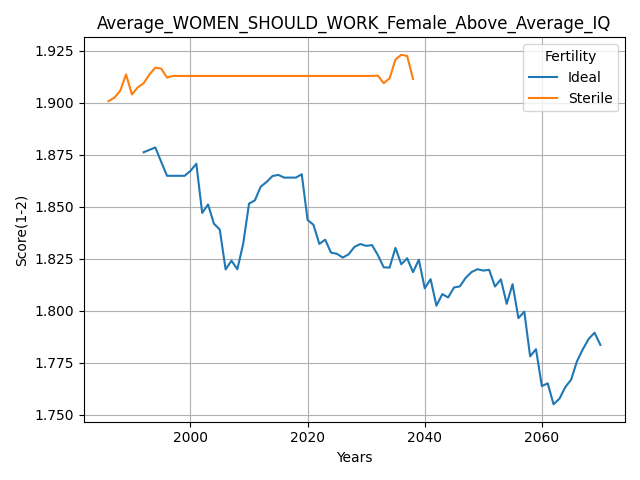 Average_WOMEN_SHOULD_WORK_Female_Above_Average_IQ
1.925
1.900
1.875
1.850
1.825
1.800
1.775
1.750
Score(1-2)
Fertility
Ideal
Sterile
2000
2020
2040
2060
Years